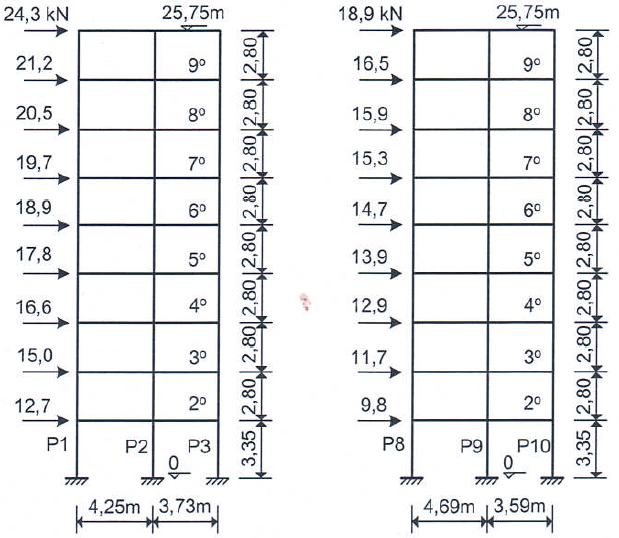 24,3 kN
25,75m
21,2
9º
2,80
20,5
8º
2,80
19,7
7º
2,80
18,9
6º
2,80
17,8
5º
2,80
16,6
4º
2,80
15,0
3º
2,80
12,7
2º
2,80
P1
P2
P3
3,35
0
4,25m
3,73m
18,9 kN
25,75m
16,5
9º
2,80
15,9
8º
2,80
15,3
7º
2,80
14,7
6º
2,80
13,9
5º
2,80
12,9
4º
2,80
11,7
3º
2,80
9,8
2º
2,80
P8
P9
P10
3,35
0
4,69m
3,59m